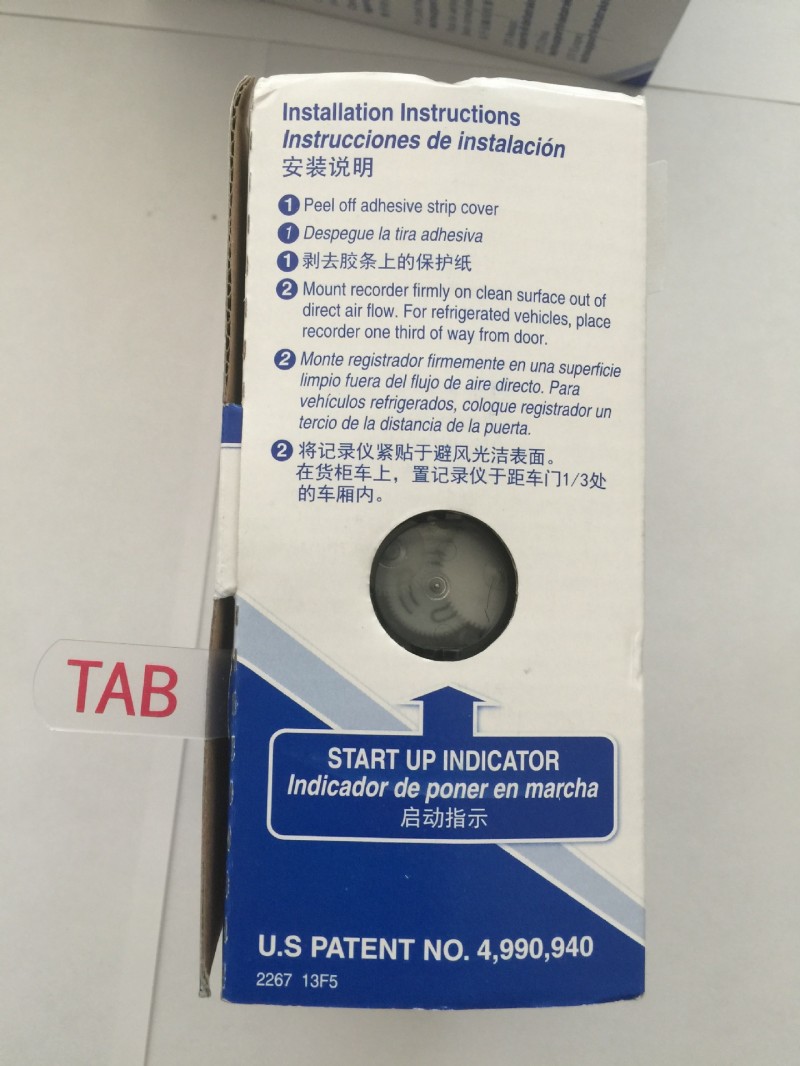 Installation Instructions
Instrucciones de instalación
安装说明
1 Peel off adhesive strip cover
1 Despegue la tira adhesiva
1 剥去胶条上的保护纸
2 Mount recorder firmly on clean surface out of
direct air flow. For refrigerated vehicles, place
recorder one third of way from door.
2 Monte registrador firmemente en una superficie
limpio fuera del flujo de aire directo. Para
vehículos refrigerados, coloque registrador un
tercio de la distancia de la puerta.
2 将记录仪紧贴于避风光洁表面。
在货柜车上，置记录仪于距车门1/3处
的车厢内。
TAB
START UP INDICATOR
Indicador de poner en marcha
启动指示
U.S PATENT NO. 4,990,940
2267 13F5